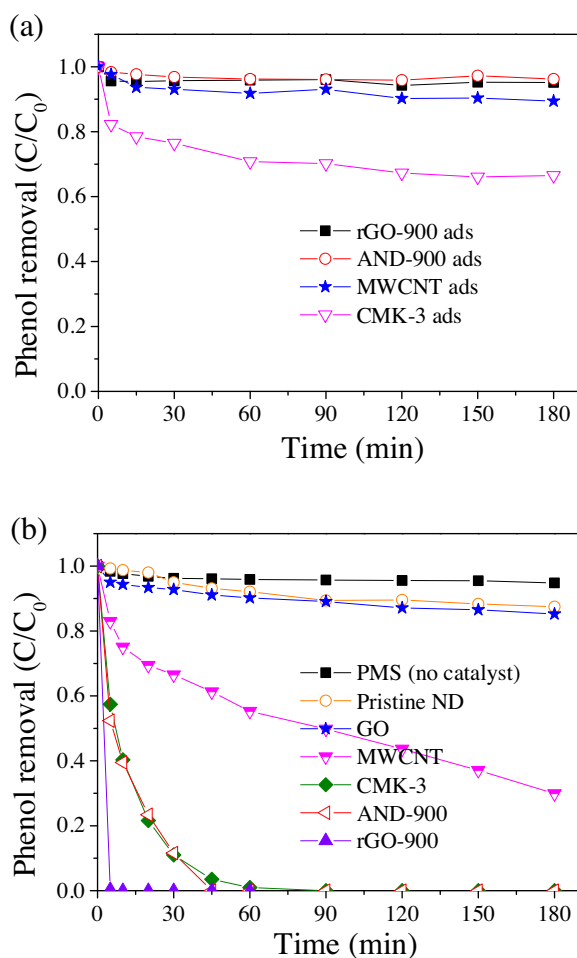 (a)
Phenol removal (C/C0)
1.0
0.8
0.6
0.4
0.2
0.0
rGO-900 ads
AND-900 ads
MWCNT ads
CMK-3 ads
0 30 60 90 120 150 180
Time (min)
(b)
Phenol removal (C/C0)
1.0
0.8
0.6
0.4
0.2
0.0
PMS (no catalyst)
Pristine ND
GO
MWCNT
CMK-3
AND-900
rGO-900
0 30 60 90 120 150 180
Time (min)